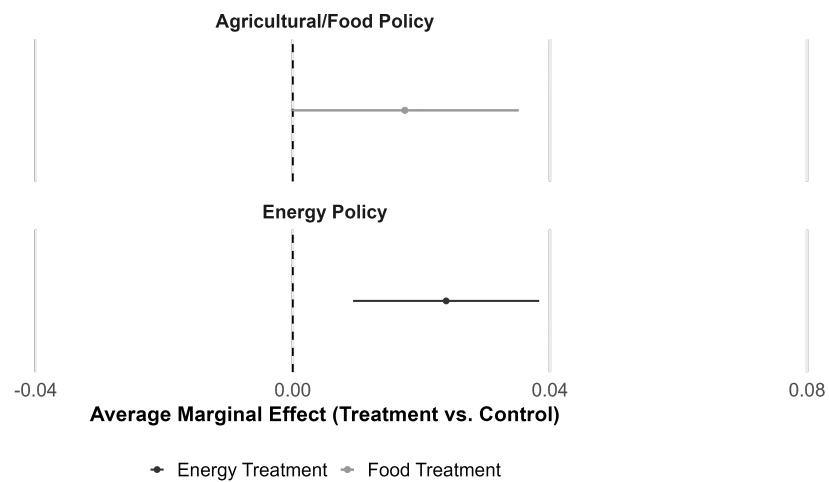 Agricultural/Food Policy
Energy Policy
-0.04 0.00 0.04 0.08
Average Marginal Effect (Treatment vs. Control)
Energy Treatment Food Treatment